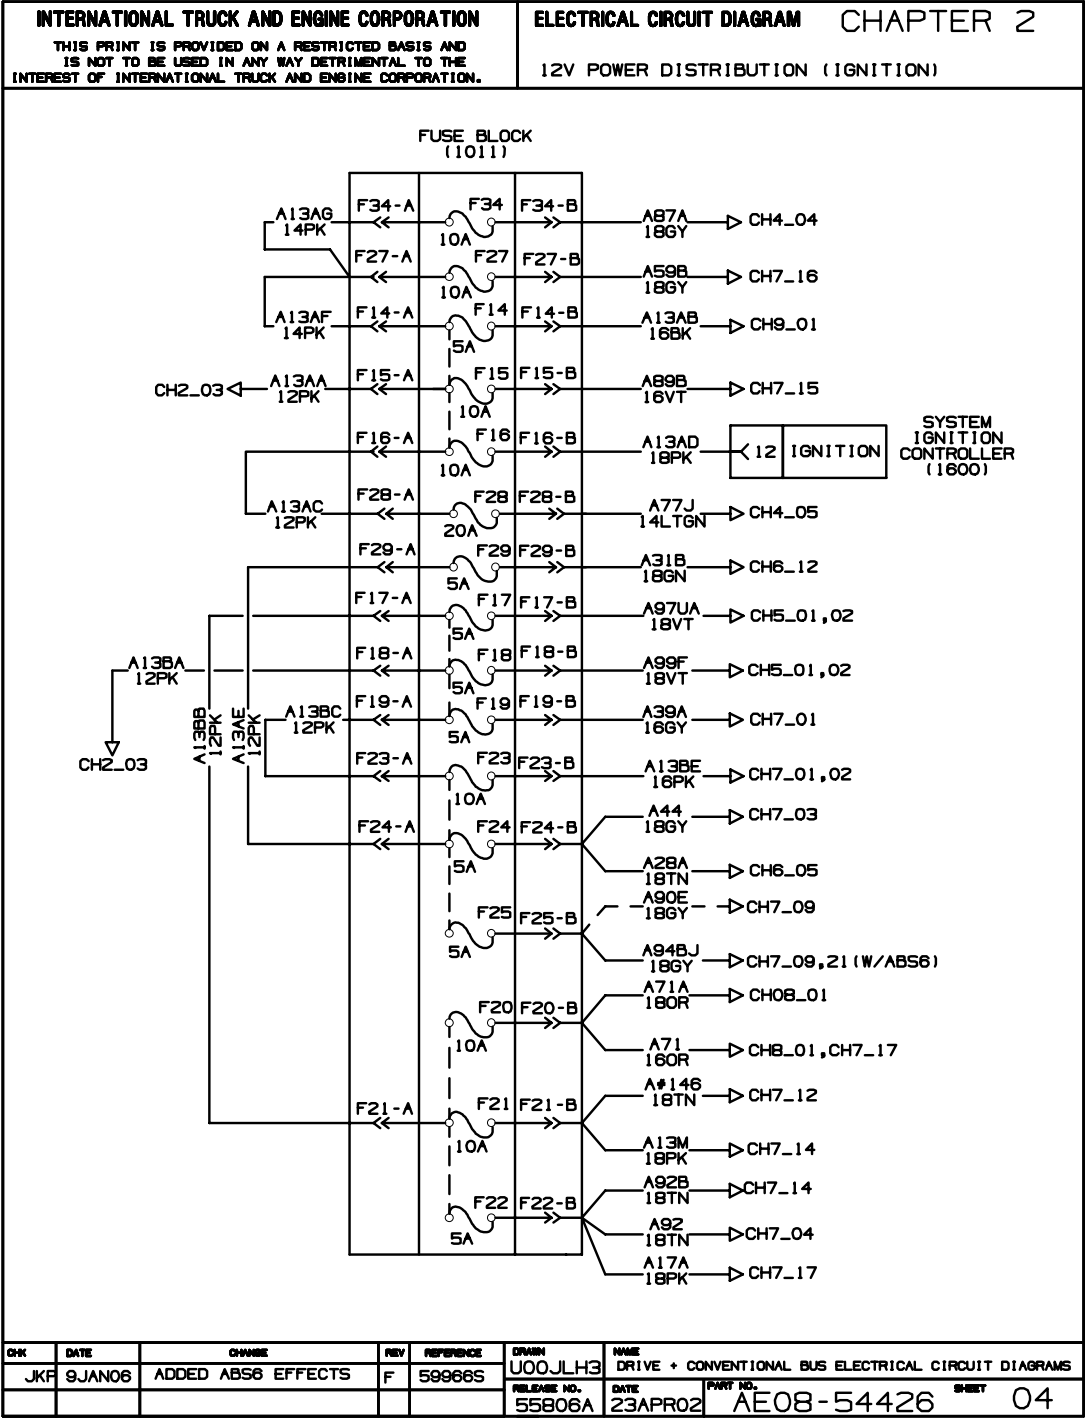 INTERNATIONAL TRUCK AND ENGINE CORPORATION
THIS PRINT IS PROVIDED ON A RESTRICTED BASIS AND
IS NOT TO BE USED IN ANY WAY DETRIMENTAL TO THE
INTEREST OF INTERNATIONAL TRUCK AND ENGINE CORPORATION.
ELECTRICAL CIRCUIT DIAGRAM CHAPTER 2
12V POWER DISTRIBUTION (IGNITION)
FUSE BLOCK
(1011)
A13AG
14PK
F34-A F34 F34-B
10A
A87A
18GY
CH4_04
F27-A F27 F27-B
10A
A59B
18GY
CH7_16
A13AF
14PK
F14-A F14 F14-B
5A
A13AB
16BK
CH9_01
CH2_03
A13AA
12PK
F15-A F15 F15-B
10A
A89B
16VT
CH7_15
F16-A F16 F16-B
10A
A13AD
18PK
12 IGNITION
SYSTEM
IGNITION
CONTROLLER
(1600)
A13AC
12PK
F28-A F28 F28-B
20A
A77J
14LTGN
CH4_05
F29-A F29 F29-B
5A
A31B
18GN
CH6_12
F17-A F17 F17-B
5A
A97UA
18VT
CH5_01,02
A13BA
12PK
CH2_03
F18-A F18 F18-B
5A
A99F
18VT
CH5_01,02
A13BB
12PK
A13AE
12PK
A13BC
12PK
F19-A F19 F19-B
5A
A39A
16GY
CH7_01
F23-A F23 F23-B
10A
A13BE
16PK
CH7_01,02
F24-A F24 F24-B
5A
A44
18GY
CH7_03
A28A
18TN
CH6_05
F25 F25-B
5A
A90E
18GY
CH7_09
A94BJ
18GY
CH7_09,21(W/ABS6)
F20 F20-B
10A
A71A
18OR
CH08_01
A71
16OR
CH8_01,CH7_17
F21-A F21 F21-B
10A
A#146
18TN
CH7_12
A13M
18PK
CH7_14
F22 F22-B
5A
A92B
18TN
CH7_14
A92
18TN
CH7_04
A17A
18PK
CH7_17
CHK DATE CHANGE REV REFERENCE
JKP 9JAN06 ADDED ABS6 EFFECTS F 59966S
DRAWN
U00JLH3
NAME
DRIVE + CONVENTIONAL BUS ELECTRICAL CIRCUIT DIAGRAMS
RELEASE NO.
55806A
DATE
23APR02
PART NO.
AE08-54426
SHEET
04